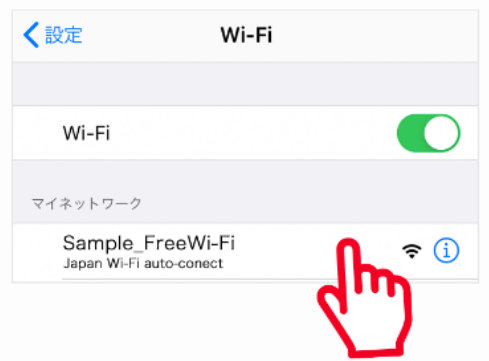 設定
Wi-Fi
Wi-Fi
マイネットワーク
Sample_FreeWi-Fi
Japan Wi-Fi auto-conect